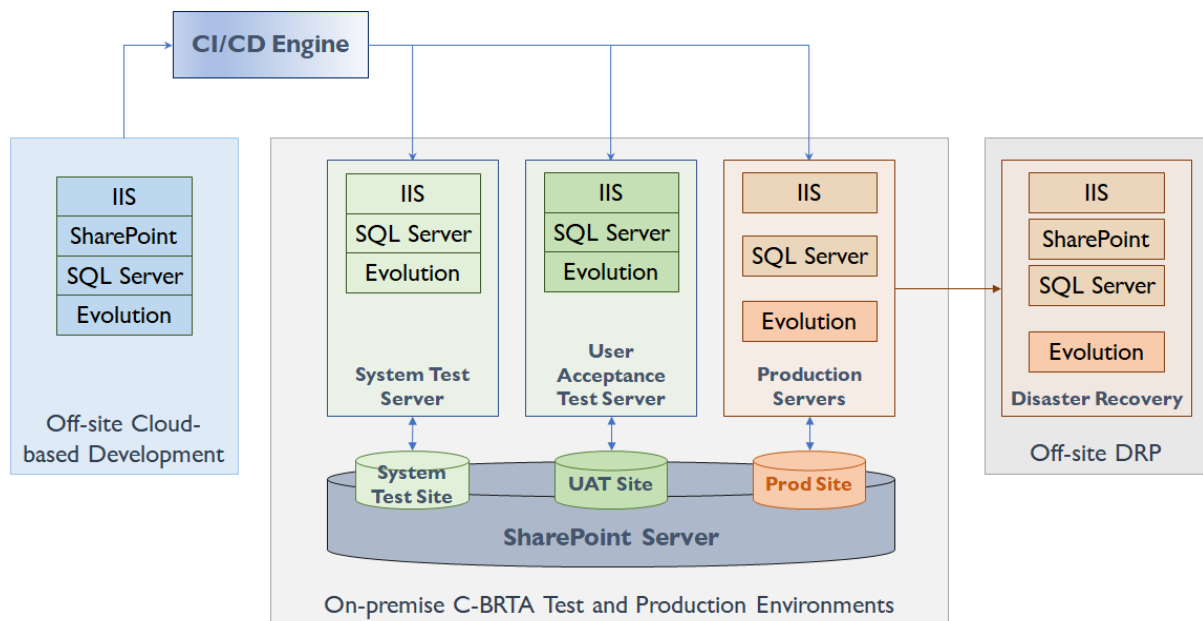 CI/CD Engine
IIS
SharePoint
SQL Server
Evolution
Off-site Cloud-
based Development
IIS
SQL Server
Evolution
System Test
Server
IIS
SQL Server
Evolution
User
Acceptance
Test Server
IIS
SQL Server
Evolution
Production
Servers
System
Test Site
UAT Site
Prod Site
SharePoint Server
On-premise C-BRTA Test and Production Environments
IIS
SharePoint
SQL Server
Evolution
Disaster Recovery
Off-site DRP